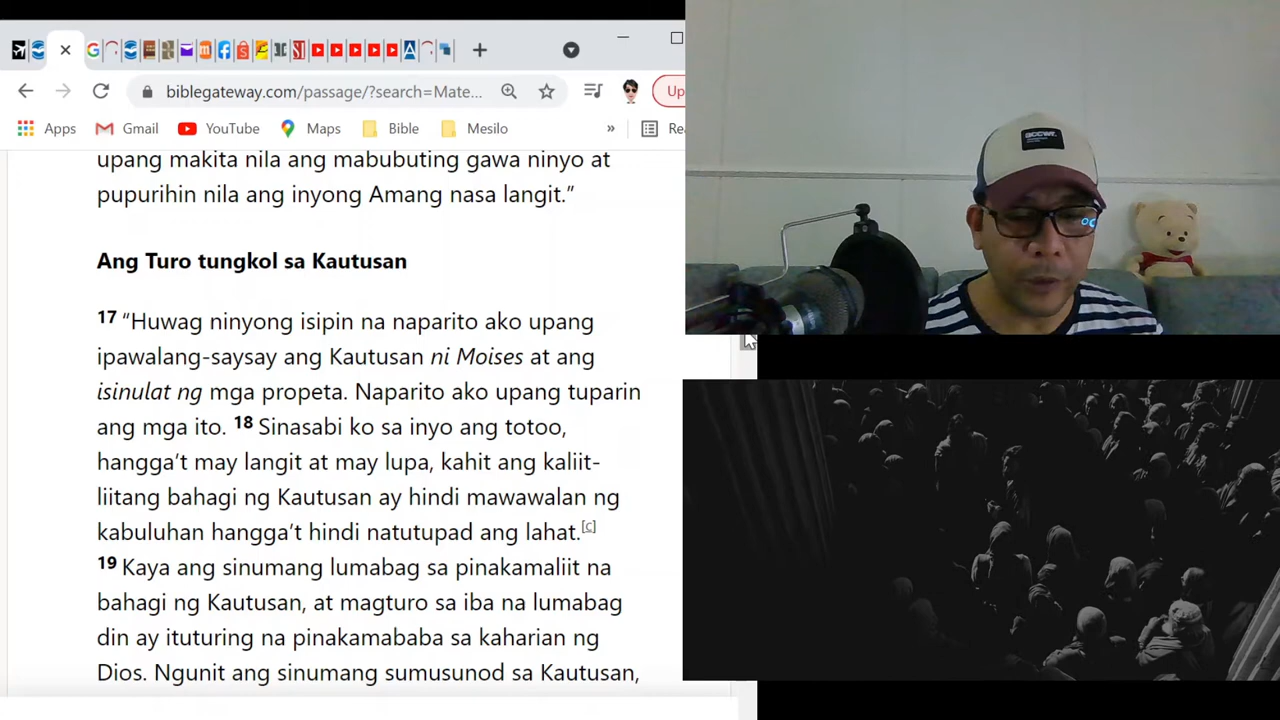 biblegateway.com/passage/?search=Mate...
Up
Apps
Gmail
YouTube
Maps
Bible
Mesilo
»
Rea
upang makita nila ang mabubuting gawa ninyo at
pupurihin nila ang inyong Amang nasa langit.”
Ang Turo tungkol sa Kautusan
17 “Huwag ninyong isipin na naparito ako upang
ipawalang-saysay ang Kautusan ni Moises at ang
isinulat ng mga propeta. Naparito ako upang tuparin
ang mga ito. 18 Sinasabi ko sa inyo ang totoo,
hangga’t may langit at may lupa, kahit ang kaliit-
liitang bahagi ng Kautusan ay hindi mawawalan ng
kabuluhan hangga’t hindi natutupad ang lahat.[c]
19 Kaya ang sinumang lumabag sa pinakamaliit na
bahagi ng Kautusan, at magturo sa iba na lumabag
din ay ituturing na pinakamababa sa kaharian ng
Dios. Ngunit ang sinumang sumusunod sa Kautusan,